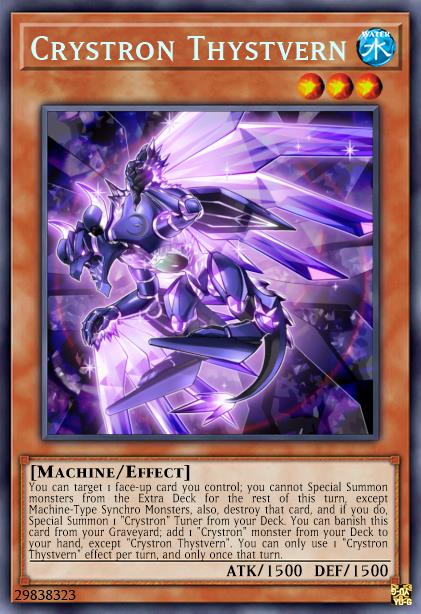 CRYSTRON THYSTVERN
WATER
水
[MACHINE/EFFECT]
You can target 1 face-up card you control; you cannot Special Summon
monsters from the Extra Deck for the rest of this turn, except
Machine-Type Synchro Monsters, also, destroy that card, and if you do,
Special Summon 1 "Crystron" Tuner from your Deck. You can banish this
card from your Graveyard; add 1 "Crystron" monster from your Deck to
your hand, except "Crystron Thystvern". You can only use 1 "Crystron
Thystvern" effect per turn, and only once that turn.
ATK/1500 DEF/1500
29838323